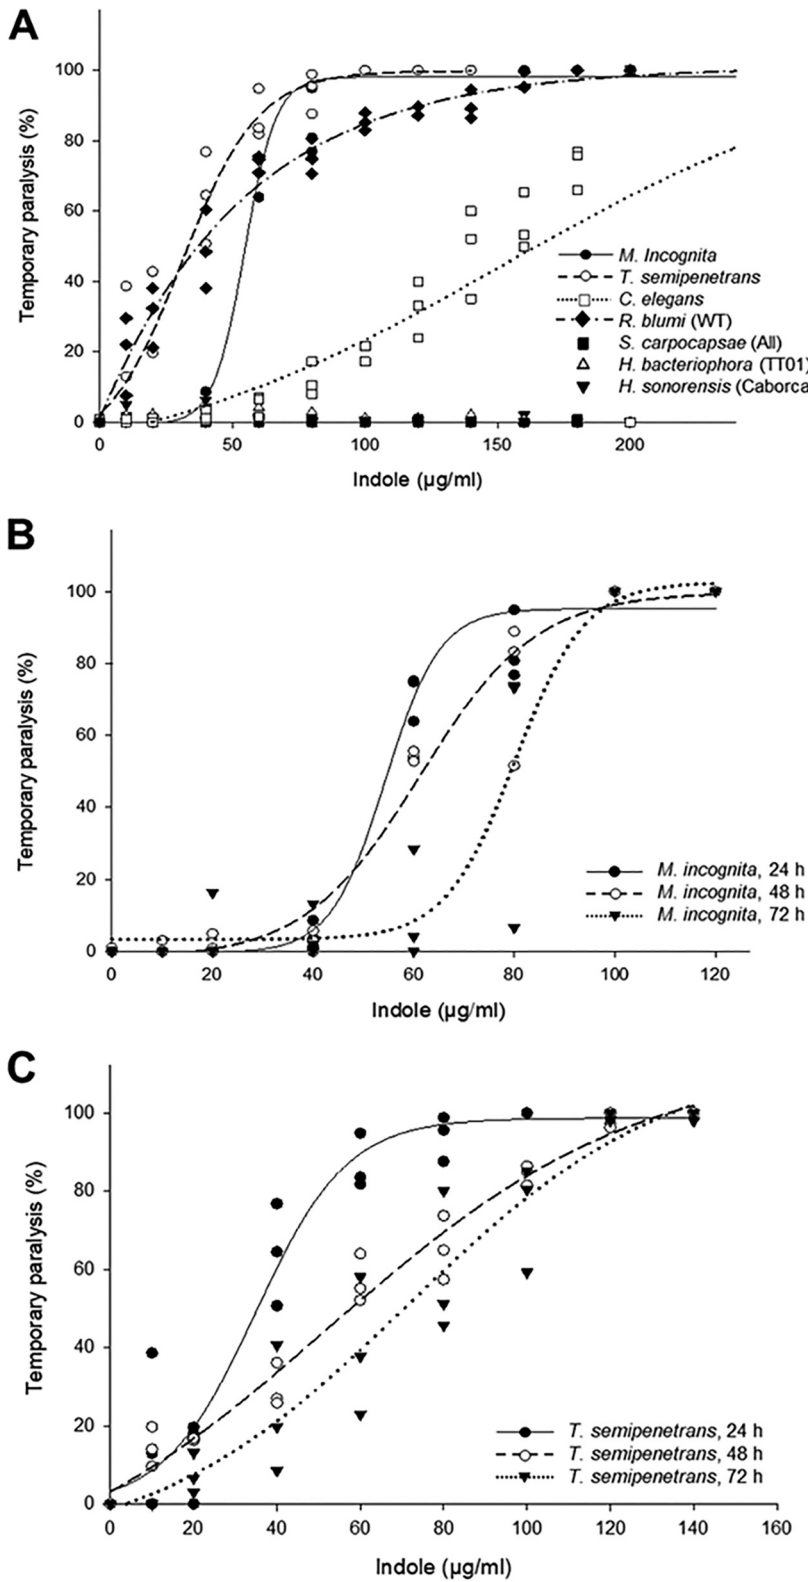 A
Temporary paralysis (%)
100
80
60
40
20
0
M. Incognita
T. semipenetrans
C. elegans
R. blumi (WT)
S. carpocapsae (All)
H. bacteriophora (TT01)
H. sonorensis (Caborca
0 50 100 150 200
Indole (µg/ml)
B
Temporary paralysis (%)
100
80
60
40
20
0
M. incognita, 24 h
M. incognita, 48 h
M. incognita, 72 h
0 20 40 60 80 100 120
Indole (µg/ml)
C
Temporary paralysis (%)
100
80
60
40
20
0
T. semipenetrans, 24 h
T. semipenetrans, 48 h
T. semipenetrans, 72 h
0 20 40 60 80 100 120 140 160
Indole (µg/ml)